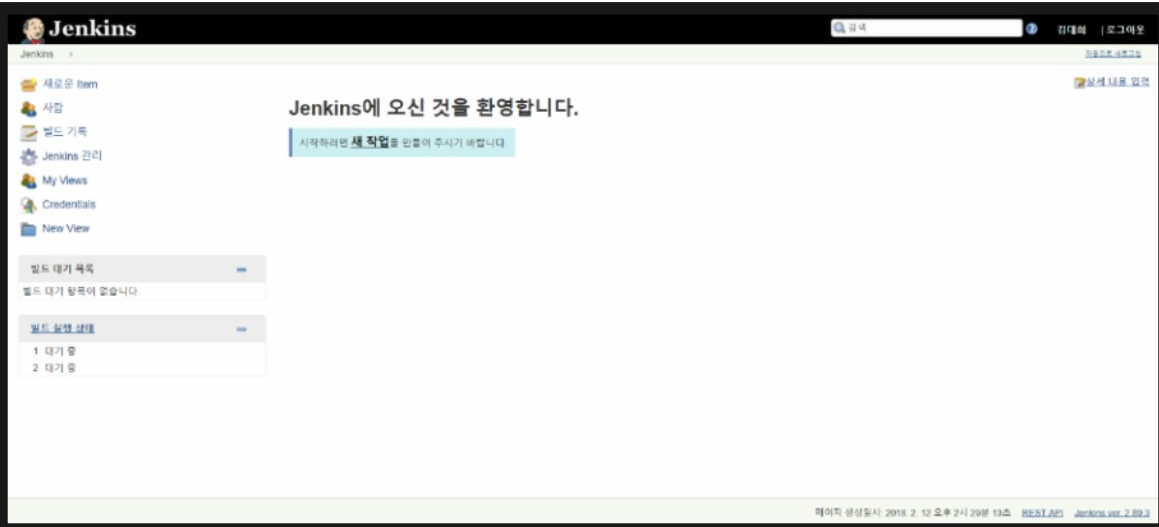 Jenkins
검색
김대희 | 로그아웃
Jenkins
자동으로 새로고침
새로운 Item
사람
빌드 기록
Jenkins 관리
My Views
Credentials
New View
상세 내용 입력
Jenkins에 오신 것을 환영합니다.
시작하려면 새 작업을 만들어 주시기 바랍니다.
빌드 대기 목록
빌드 대기 항목이 없습니다.
빌드 실행 상태
1 대기 중
2 대기 중
페이지 생성일시: 2018. 2. 12 오후 2시 29분 13초 REST API Jenkins ver. 2.89.3